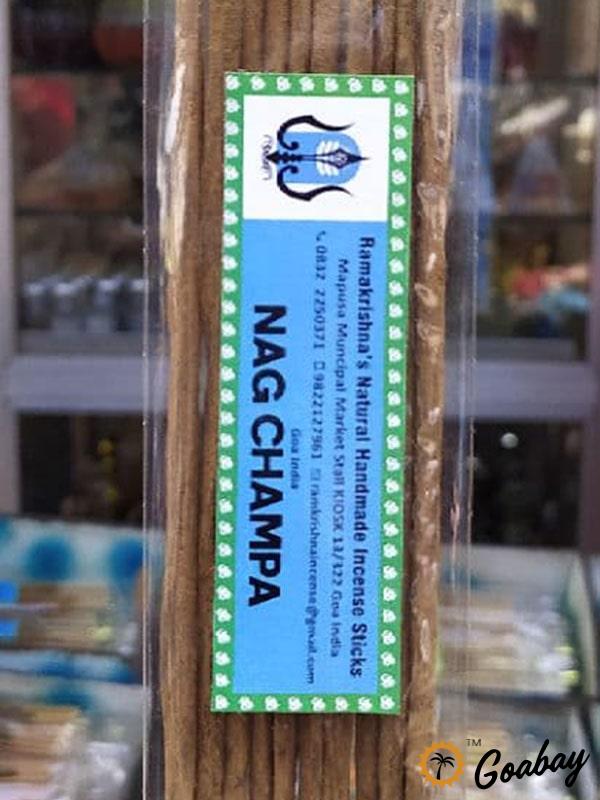 Ramakrishna's Natural Handmade Incense Sticks
Mapusa Muncipal Market Stall KIOSK 13/322 Goa India
0832 2250371 9822127961 ramkrishnaincense@gmail.com
Goa India
NAG CHAMPA
TM
Goabay